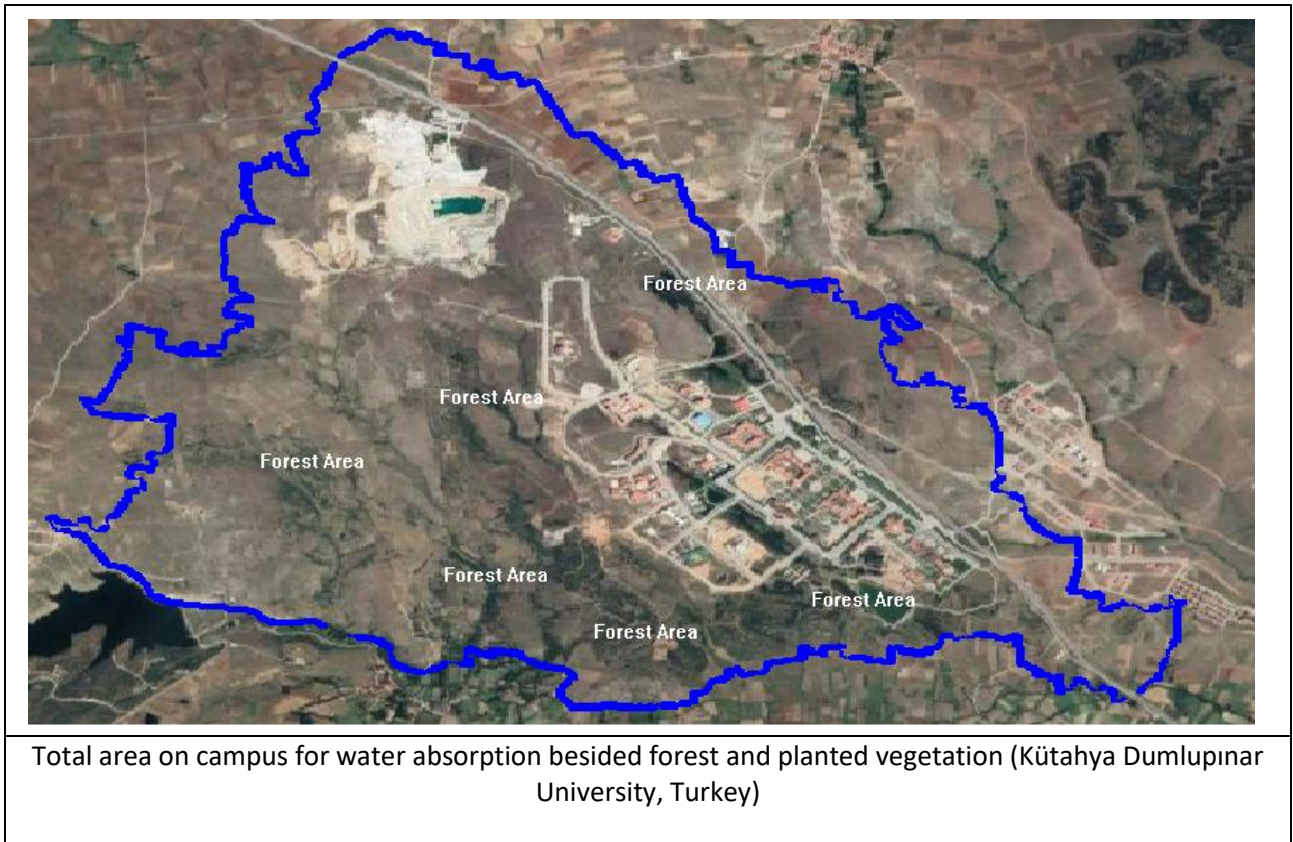 Forest Area
Forest Area
Forest Area
Forest Area
Forest Area
Forest Area
Total area on campus for water absorption besided forest and planted vegetation (Kütahya Dumlupınar
University, Turkey)